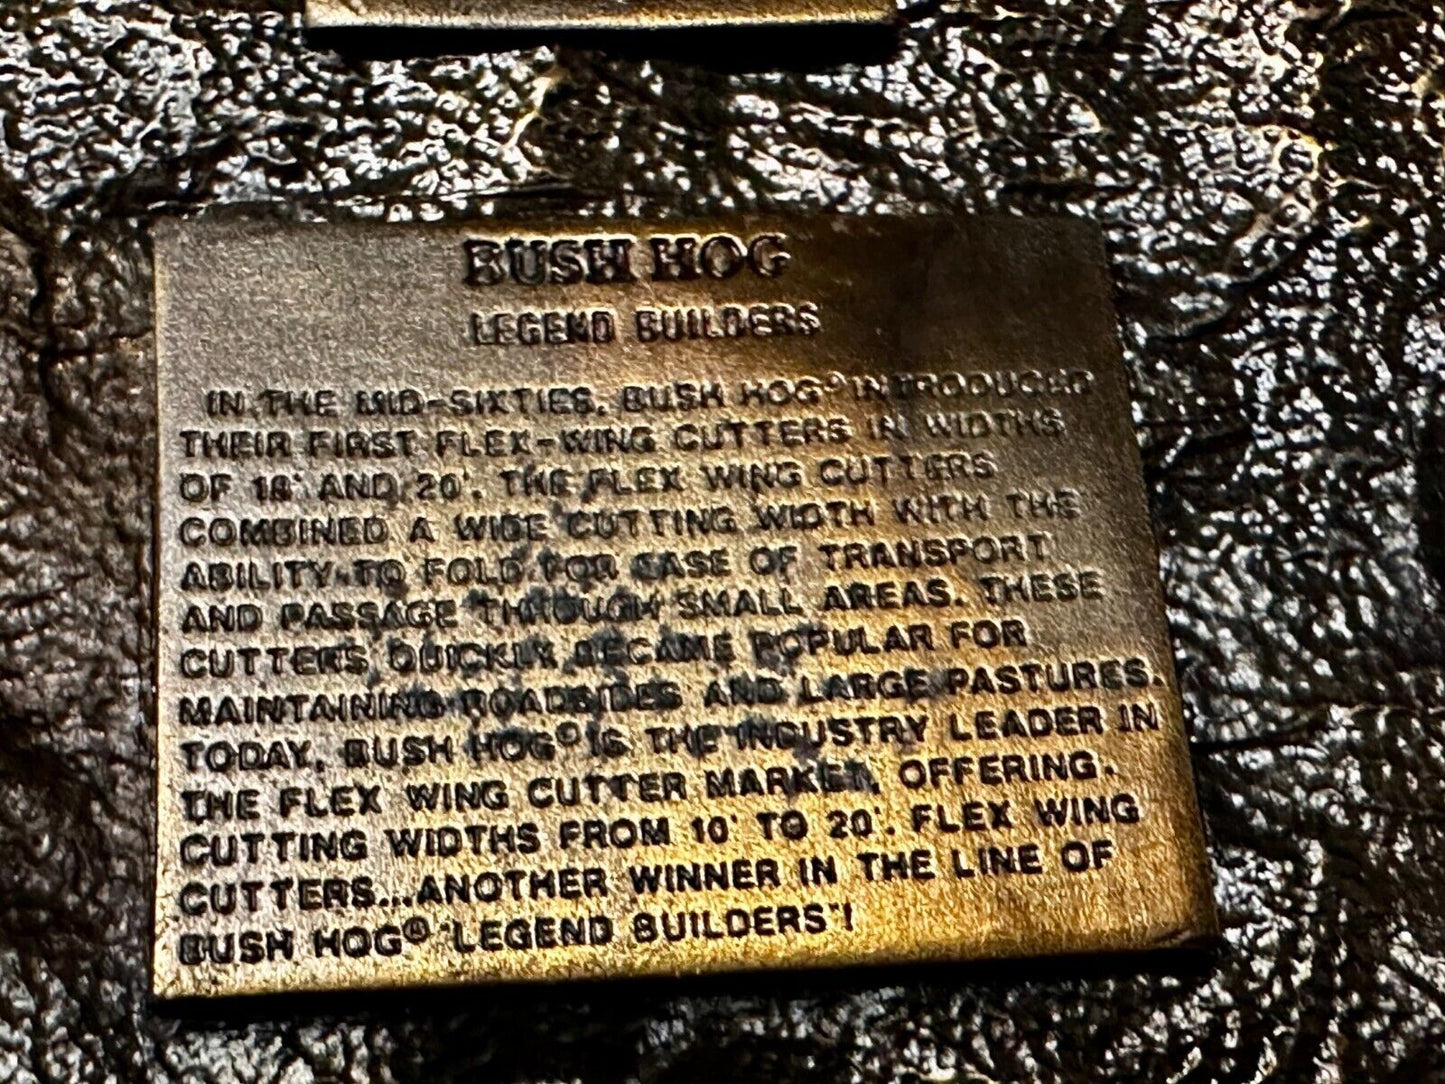 BUSH HOG
LEGEND BUILDERS
IN THE MID-SIXTIES, BUSH HOG® INTRODUCED
THEIR FIRST FLEX-WING CUTTERS IN WIDTHS
OF 18' AND 20'. THE FLEX WING CUTTERS
COMBINED A WIDE CUTTING WIDTH WITH THE
ABILITY TO FOLD FOR EASE OF TRANSPORT
AND PASSAGE THROUGH SMALL AREAS. THESE
CUTTERS QUICKLY BECAME POPULAR FOR
MAINTAINING ROADSIDES AND LARGE PASTURES.
TODAY, BUSH HOG® IS THE INDUSTRY LEADER IN
THE FLEX WING CUTTER MARKET, OFFERING
CUTTING WIDTHS FROM 10' TO 20'. FLEX WING
CUTTERS...ANOTHER WINNER IN THE LINE OF
BUSH HOG® "LEGEND BUILDERS"!